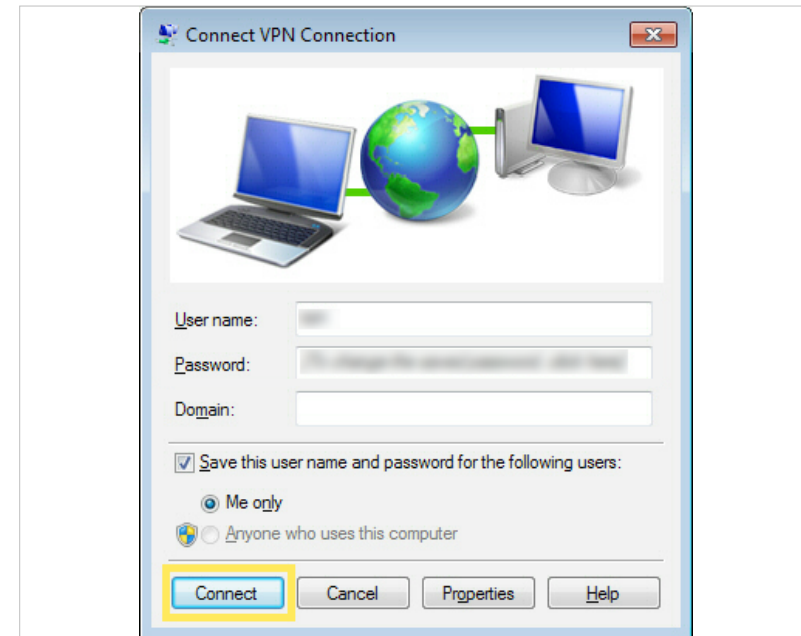 Connect VPN Connection
User name:
Password:
Domain:
Save this user name and password for the following users:
Me only
Anyone who uses this computer
Connect Cancel Properties Help